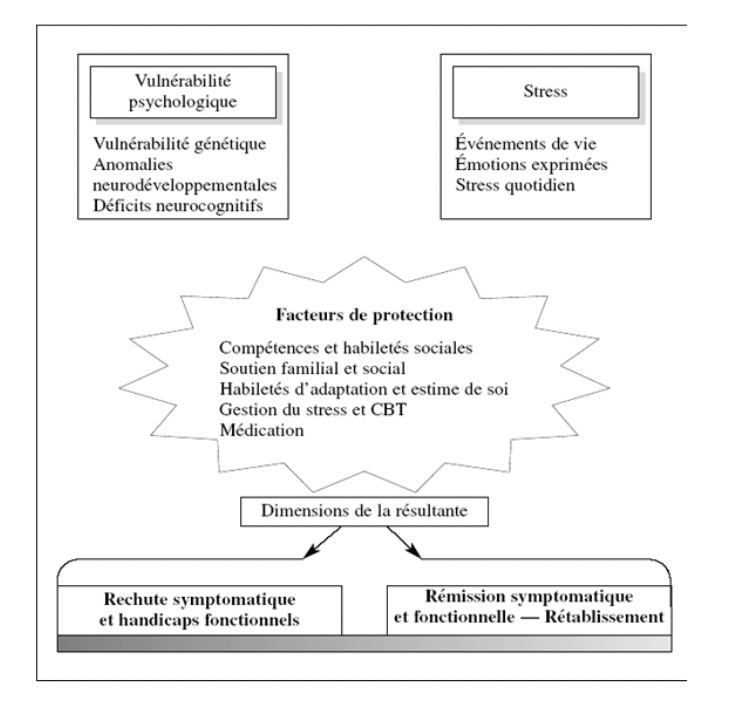 Vulnérabilité
psychologique
Vulnérabilité génétique
Anomalies
neurodéveloppementales
Déficits neurocognitifs
Stress
Événements de vie
Émotions exprimées
Stress quotidien
Facteurs de protection
Compétences et habiletés sociales
Soutien familial et social
Habiletés d'adaptation et estime de soi
Gestion du stress et CBT
Médication
Dimensions de la résultante
Rechute symptomatique
et handicaps fonctionnels
Rémission symptomatique
et fonctionnelle — Rétablissement